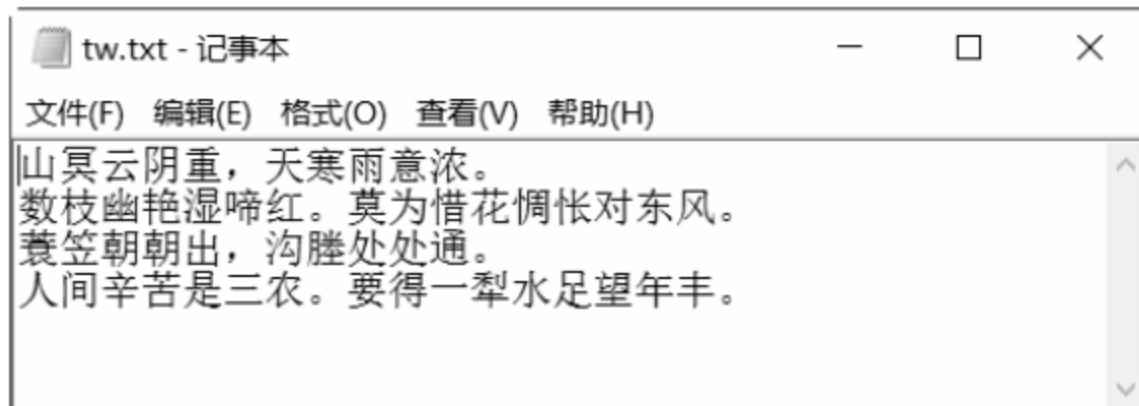 tw.txt - 记事本
文件(F) 编辑(E) 格式(O) 查看(V) 帮助(H)
山冥云阴重，天寒雨意浓。
数枝幽艳湿啼红。莫为惜花惆怅对东风。
蓑笠朝朝出，沟塍处处通。
人间辛苦是三农。要得一犁水足望年丰。